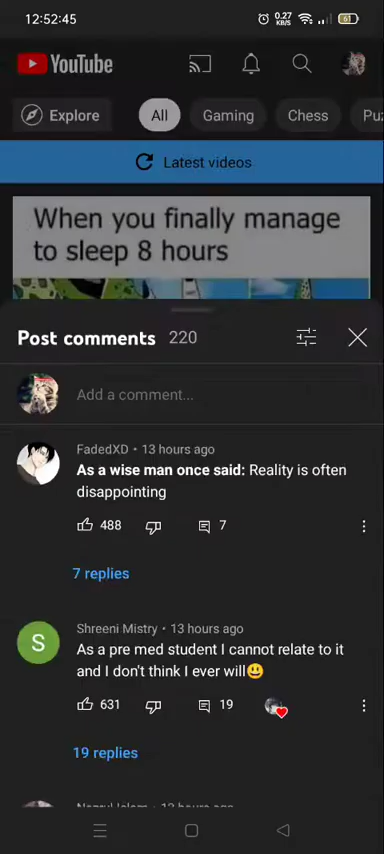 12:52:45
0.27
KB/S
61
YouTube
Explore
All
Gaming
Chess
Latest videos
When you finally manage
to sleep 8 hours
Post comments 220
Add a comment...
FadedXD • 13 hours ago
As a wise man once said: Reality is often
disappointing
488
7
7 replies
S
Shreeni Mistry • 13 hours ago
As a pre med student I cannot relate to it
and I don't think I ever will😃
631
19
19 replies